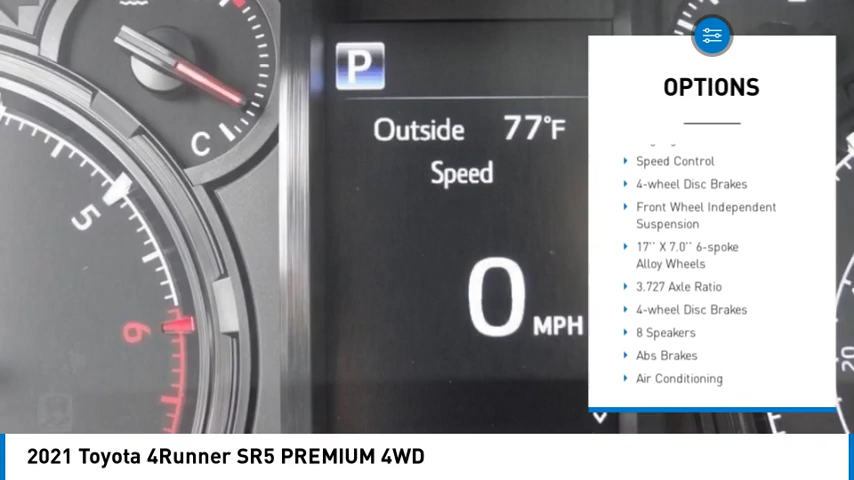 C
5
6
P
Outside 77°F
Speed
0 MPH
OPTIONS
Speed Control
4-wheel Disc Brakes
Front Wheel Independent
Suspension
17'' X 7.0'' 6-spoke
Alloy Wheels
3.727 Axle Ratio
4-wheel Disc Brakes
8 Speakers
Abs Brakes
Air Conditioning
20
2021 Toyota 4Runner SR5 PREMIUM 4WD